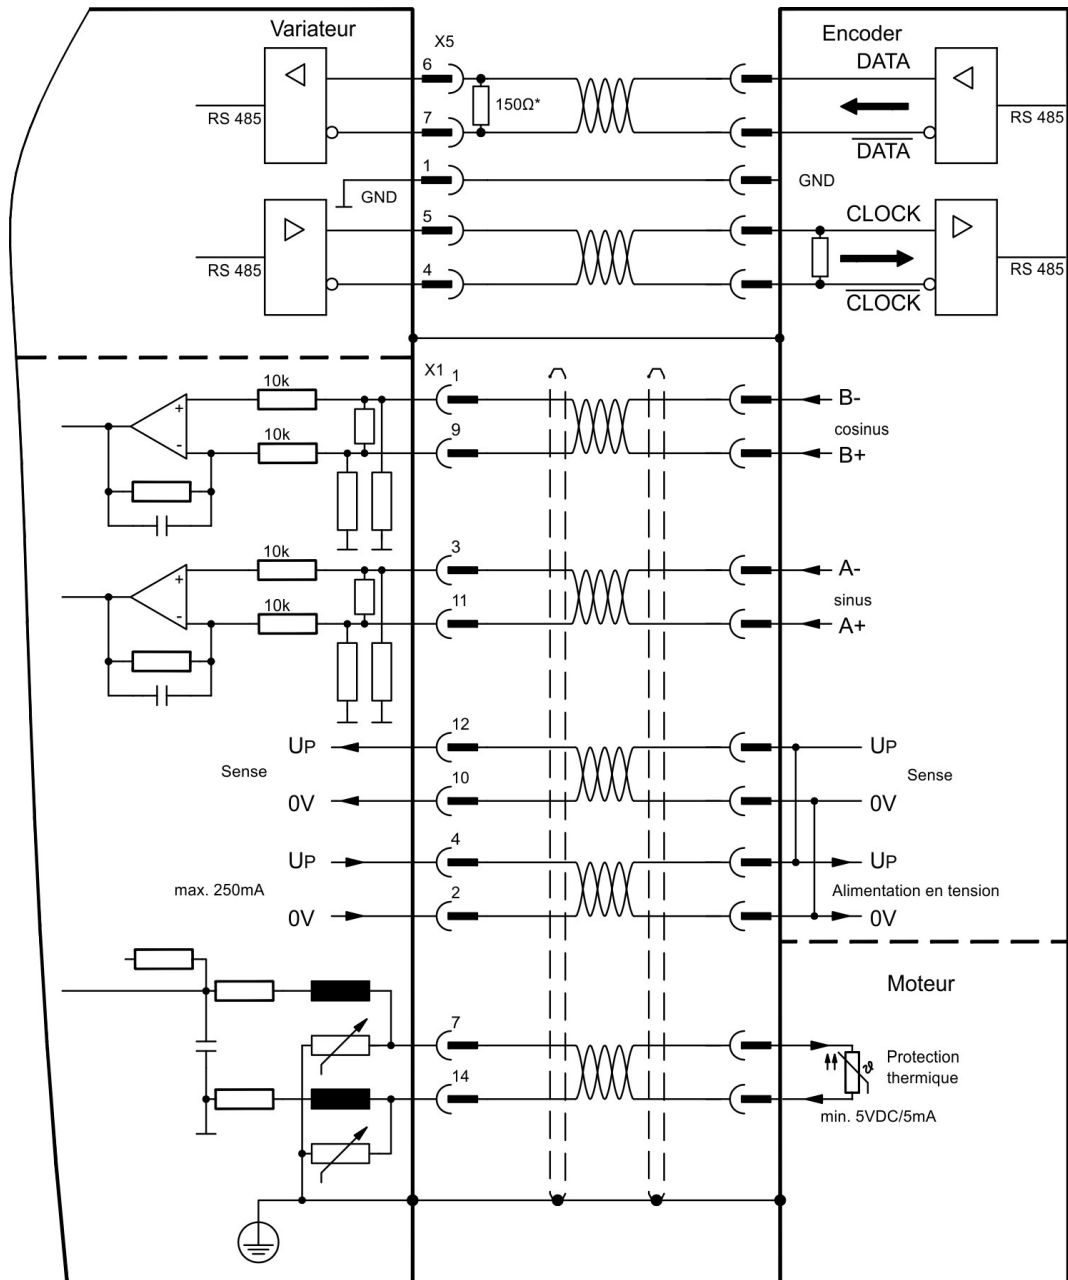 Variateur
X5
Encoder
6
DATA
150Ω*
RS 485
7
RS 485
DATA
1
GND
GND
5
CLOCK
RS 485
4
RS 485
CLOCK
X1
1
10k
+
B-
9
cosinus
10k
-
B+
3
10k
+
A-
11
sinus
10k
-
A+
12
UP
UP
Sense
Sense
10
0V
0V
4
UP
UP
max. 250mA
2
Alimentation en tension
0V
0V
Moteur
7
Protection
thermique
14
min. 5VDC/5mA